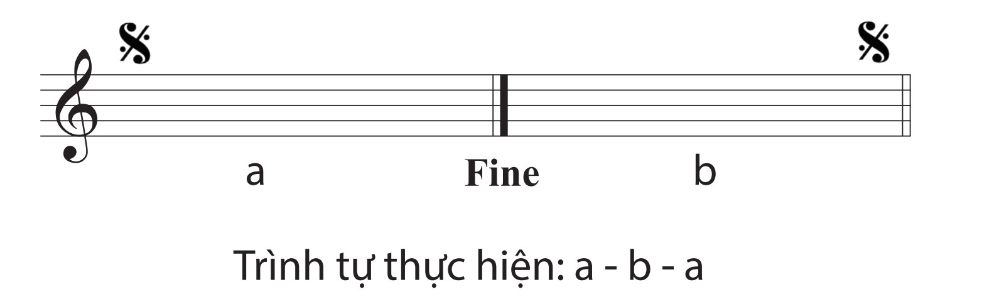 a Fine b
Trình tự thực hiện: a - b - a